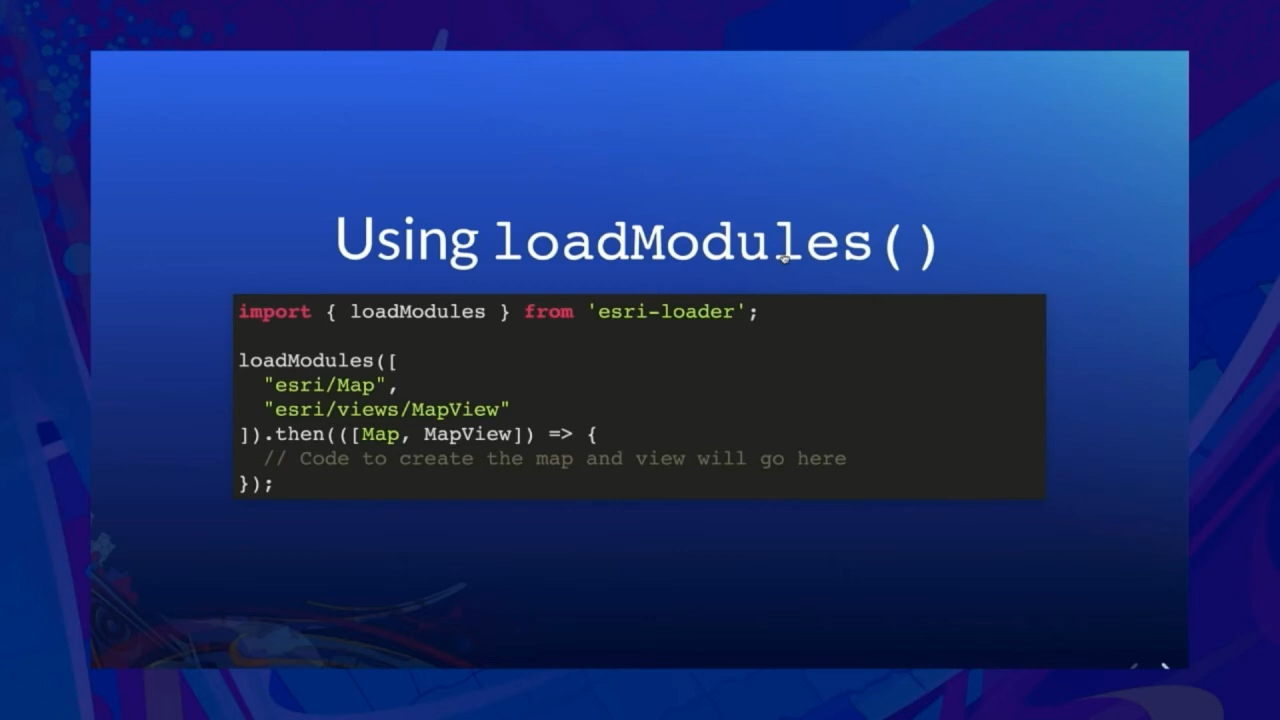 Using loadModules()
import { loadModules } from 'esri-loader';
loadModules([
  "esri/Map",
  "esri/views/MapView"
]).then(([Map, MapView]) => {
  // Code to create the map and view will go here
});